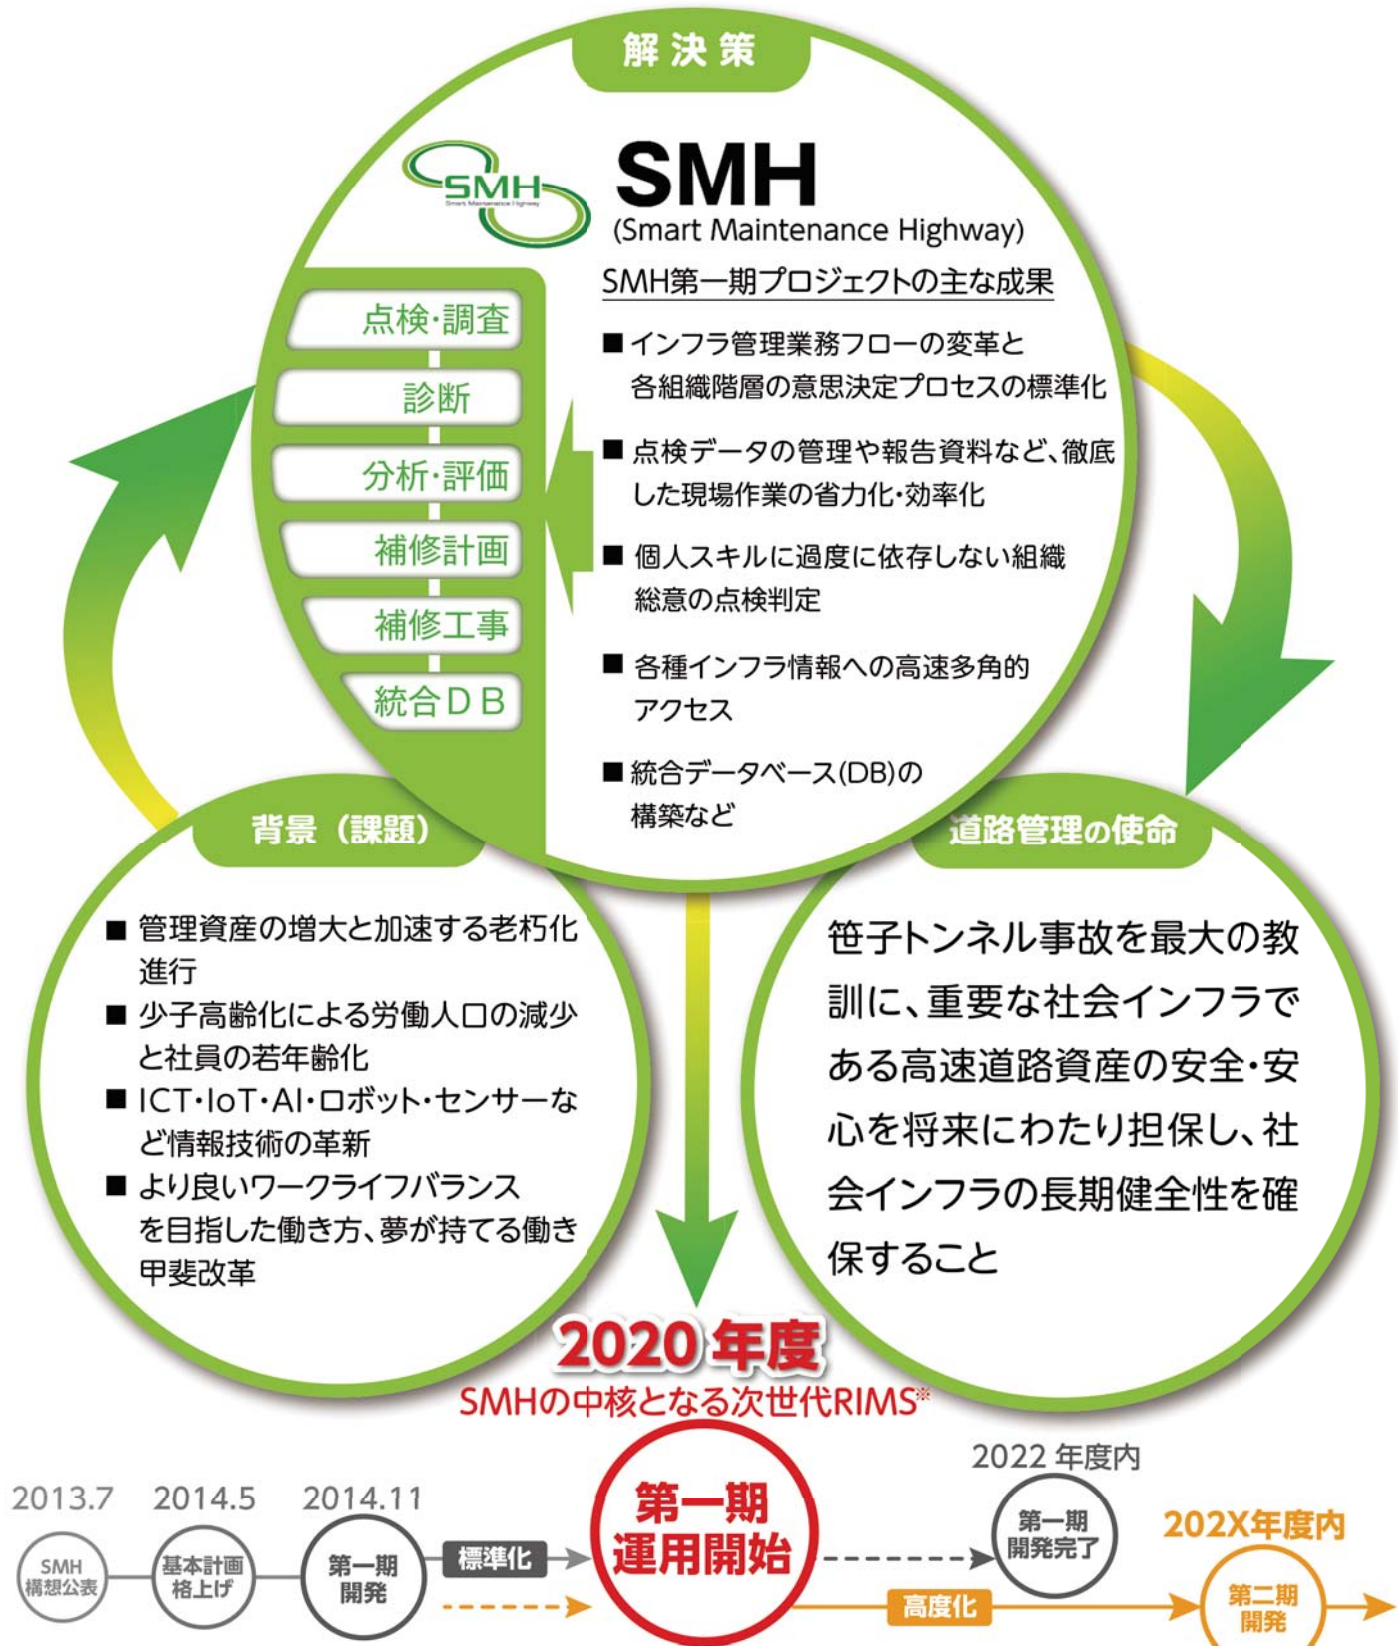 解決策
SMH
Smart Maintenance Highway
SMH
(Smart Maintenance Highway)
SMH第一期プロジェクトの主な成果
点検・調査
診断
分析・評価
補修計画
補修工事
統合DB
■インフラ管理業務フローの変革と
各組織階層の意思決定プロセスの標準化
■点検データの管理や報告資料など、徹底
した現場作業の省力化・効率化
■個人スキルに過度に依存しない組織
総意の点検判定
■各種インフラ情報への高速多角的
アクセス
■統合データベース(DB)の
構築など
背景（課題）
■管理資産の増大と加速する老朽化
進行
■少子高齢化による労働人口の減少
と社員の若年齢化
■ICT・IoT・AI・ロボット・センサーな
ど情報技術の革新
■より良いワークライフバランス
を目指した働き方、夢が持てる働き
甲斐改革
道路管理の使命
笹子トンネル事故を最大の教
訓に、重要な社会インフラで
ある高速道路資産の安全・安
心を将来にわたり担保し、社
会インフラの長期健全性を確
保すること
2020年度
SMHの中核となる次世代RIMS※
2013.7
SMH
構想公表
2014.5
基本計画
格上げ
2014.11
第一期
開発
標準化
第一期
運用開始
2022年度内
第一期
開発完了
高度化
202X年度内
第二期
開発